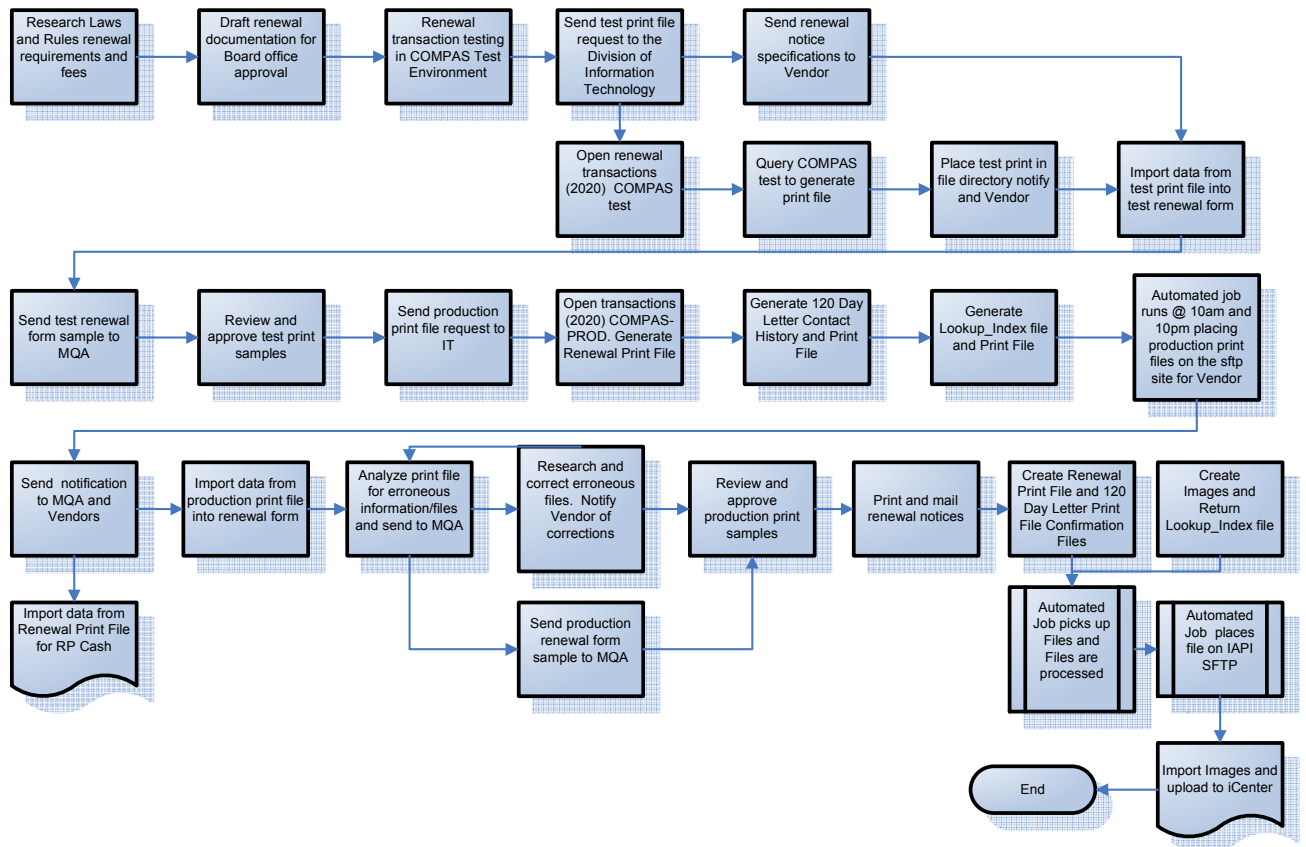 Research Laws
and Rules renewal
requirements and
fees
Draft renewal
documentation for
Board office
approval
Renewal
transaction testing
in COMPAS Test
Environment
Send test print file
request to the
Division of
Information
Technology
Send renewal
notice
specifications to
Vendor
Open renewal
transactions
(2020) COMPAS
test
Query COMPAS
test to generate
print file
Place test print in
file directory notify
and Vendor
Import data from
test print file into
test renewal form
Send test renewal
form sample to
MQA
Review and
approve test print
samples
Send production
print file request to
IT
Open transactions
(2020) COMPAS-
PROD. Generate
Renewal Print File
Generate 120 Day
Letter Contact
History and Print
File
Generate
Lookup_Index file
and Print File
Automated job
runs @ 10am and
10pm placing
production print
files on the sftp
site for Vendor
Send notification
to MQA and
Vendors
Import data from
production print file
into renewal form
Analyze print file
for erroneous
information/files
and send to MQA
Research and
correct erroneous
files. Notify
Vendor of
corrections
Review and
approve
production print
samples
Print and mail
renewal notices
Create Renewal
Print File and 120
Day Letter Print
File Confirmation
Files
Create
Images and
Return
Lookup_Index file
Import data from
Renewal Print File
for RP Cash
Send production
renewal form
sample to MQA
Automated
Job picks up
Files and
Files are
processed
Automated
Job places
file on IAPI
SFTP
Import Images and
upload to iCenter
End